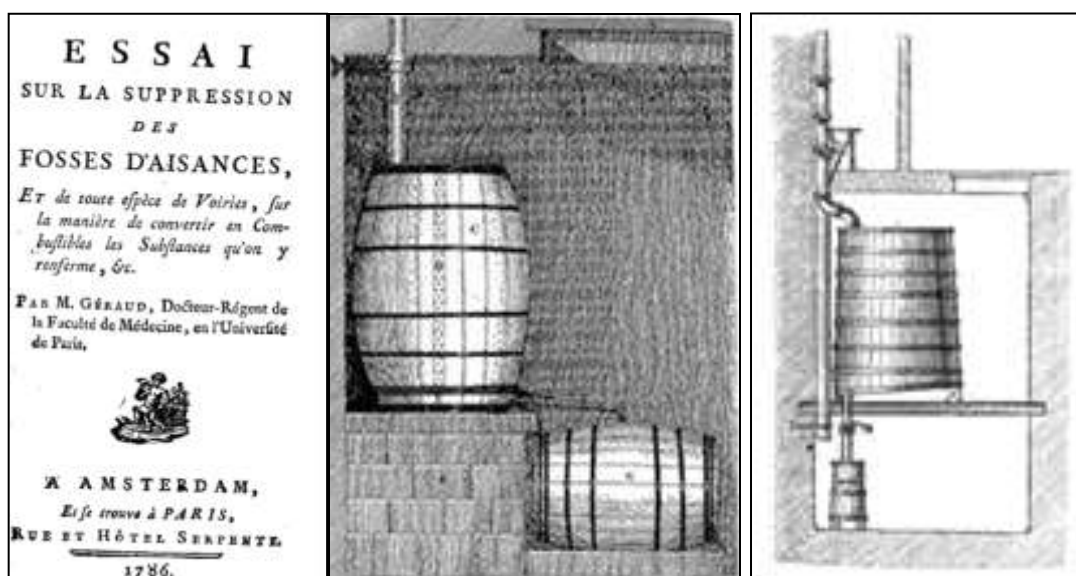 ESSAI
SUR LA SUPPRESSION
DES
FOSSES D'AISANCES,
ET de toute eſpèce de Voiries, ſur
la manière de convertir en Com-
buſtibles les Subſtances qu'on y
renferme, &c.
PAR M. GÉRAUD, Docteur-Régent de
la Faculté de Médecine, en l'Univerſité
de Paris,
A AMSTERDAM,
Et ſe trouve à PARIS,
RUE ET HÔTEL SERPENTE.
1786.